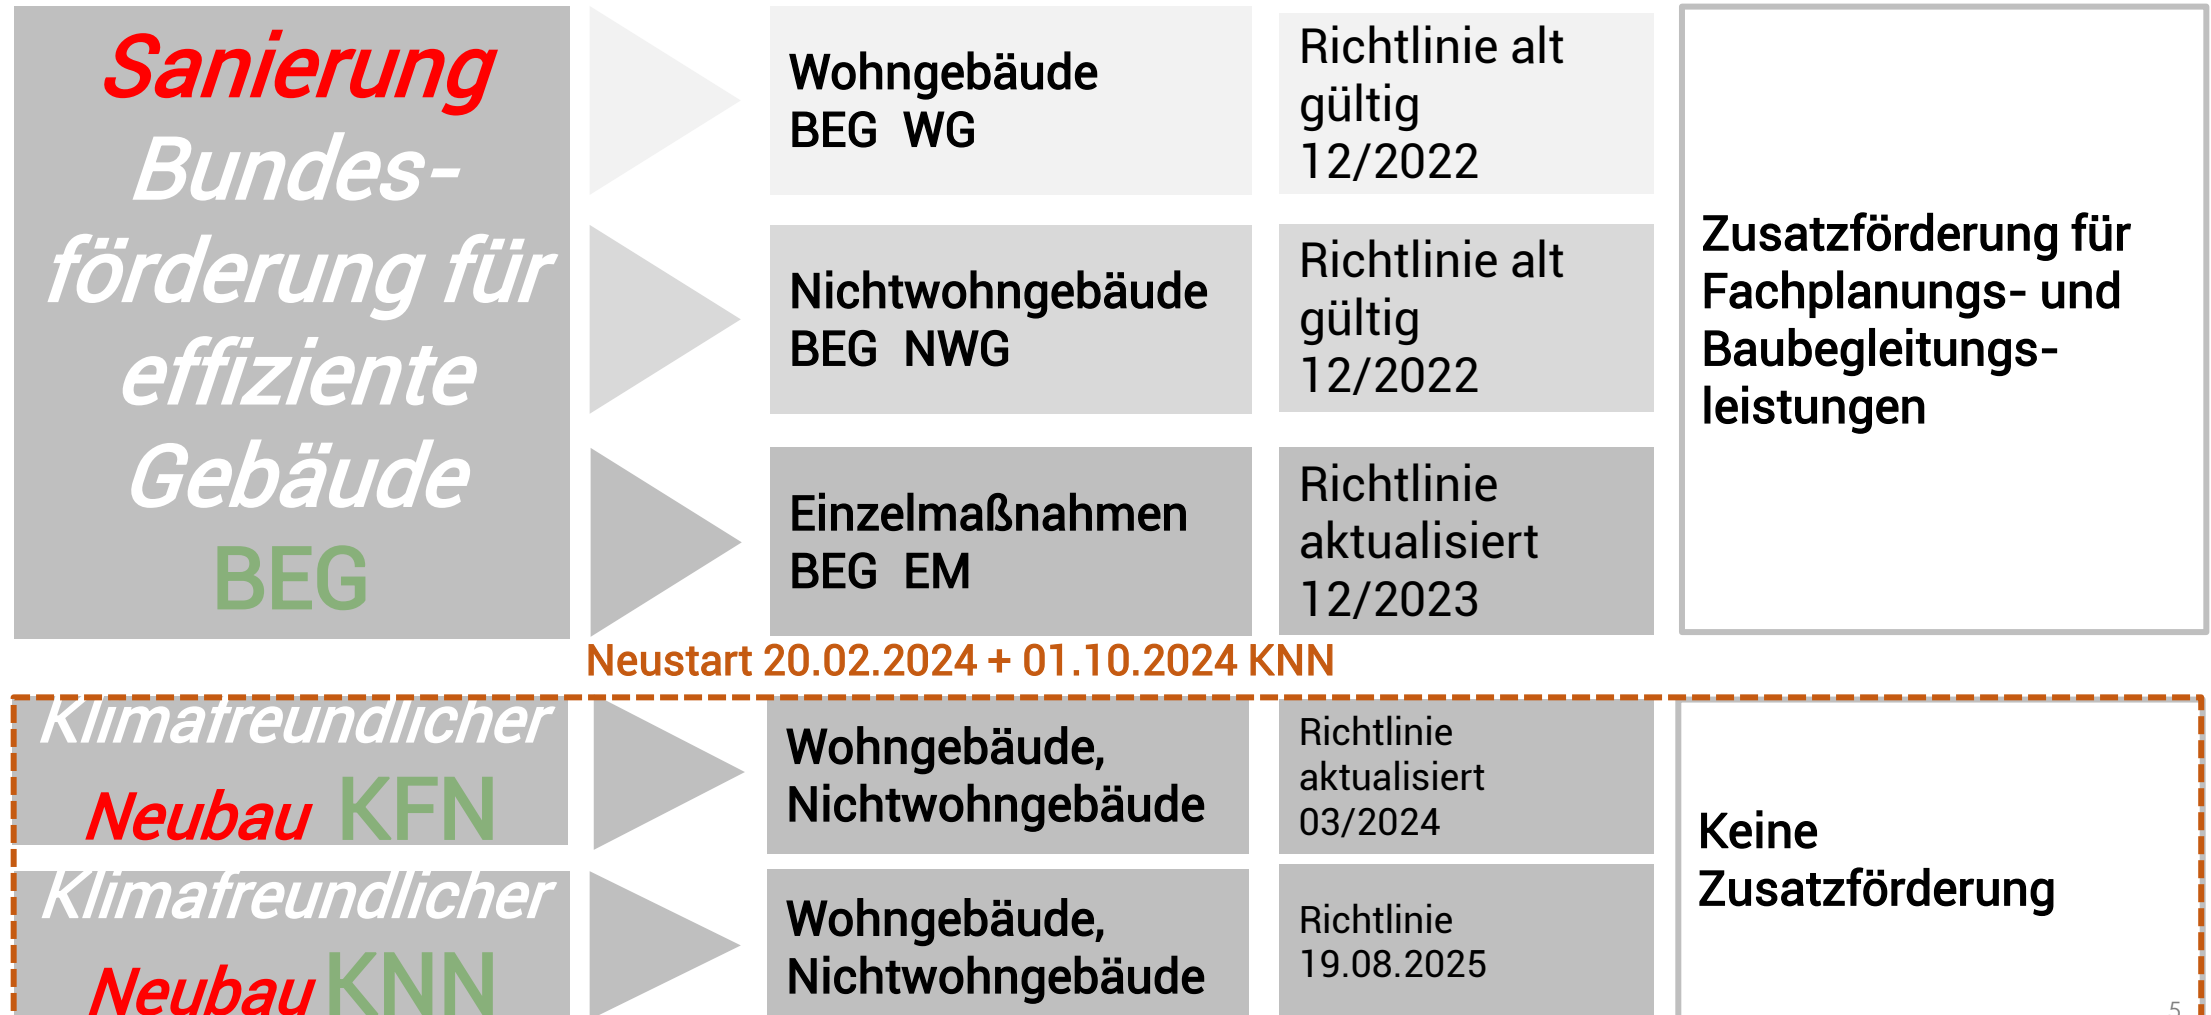 Sanierung
Bundes-
förderung für
effiziente
Gebäude
BEG
Wohngebäude
BEG WG
Richtlinie alt
gültig
12/2022
Nichtwohngebäude
BEG NWG
Richtlinie alt
gültig
12/2022
Einzelmaßnahmen
BEG EM
Richtlinie
aktualisiert
12/2023
Zusatzförderung für
Fachplanungs- und
Baubegleitungs-
leistungen
Neustart 20.02.2024 + 01.10.2024 KNN
Klimafreundlicher
Neubau KFN
Wohngebäude,
Nichtwohngebäude
Richtlinie
aktualisiert
03/2024
Klimafreundlicher
Neubau KNN
Wohngebäude,
Nichtwohngebäude
Richtlinie
19.08.2025
Keine
Zusatzförderung
5